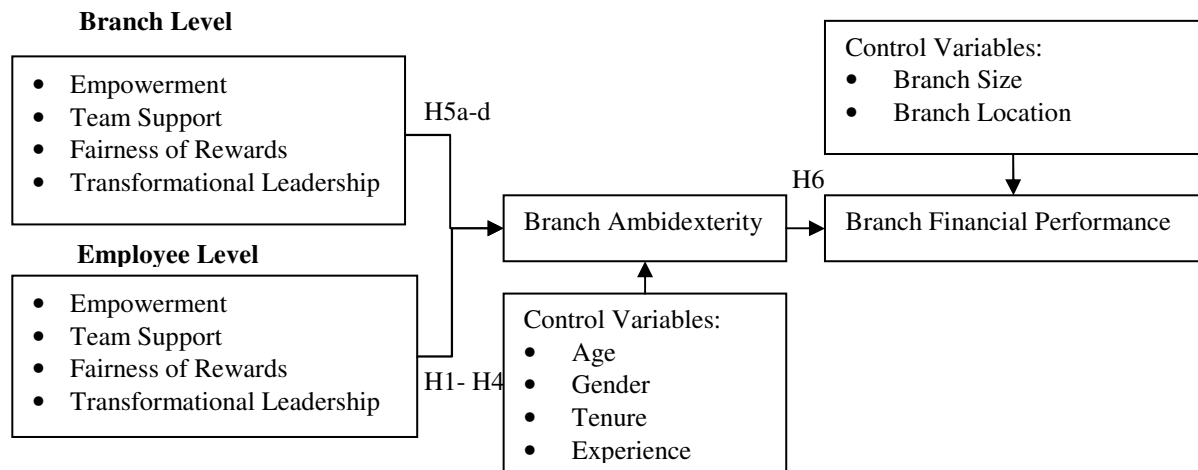 Branch Level
• Empowerment
• Team Support
• Fairness of Rewards
• Transformational Leadership
H5a-d
Employee Level
• Empowerment
• Team Support
• Fairness of Rewards
• Transformational Leadership
H1- H4
Branch Ambidexterity
Control Variables:
• Age
• Gender
• Tenure
• Experience
H6
Control Variables:
• Branch Size
• Branch Location
Branch Financial Performance